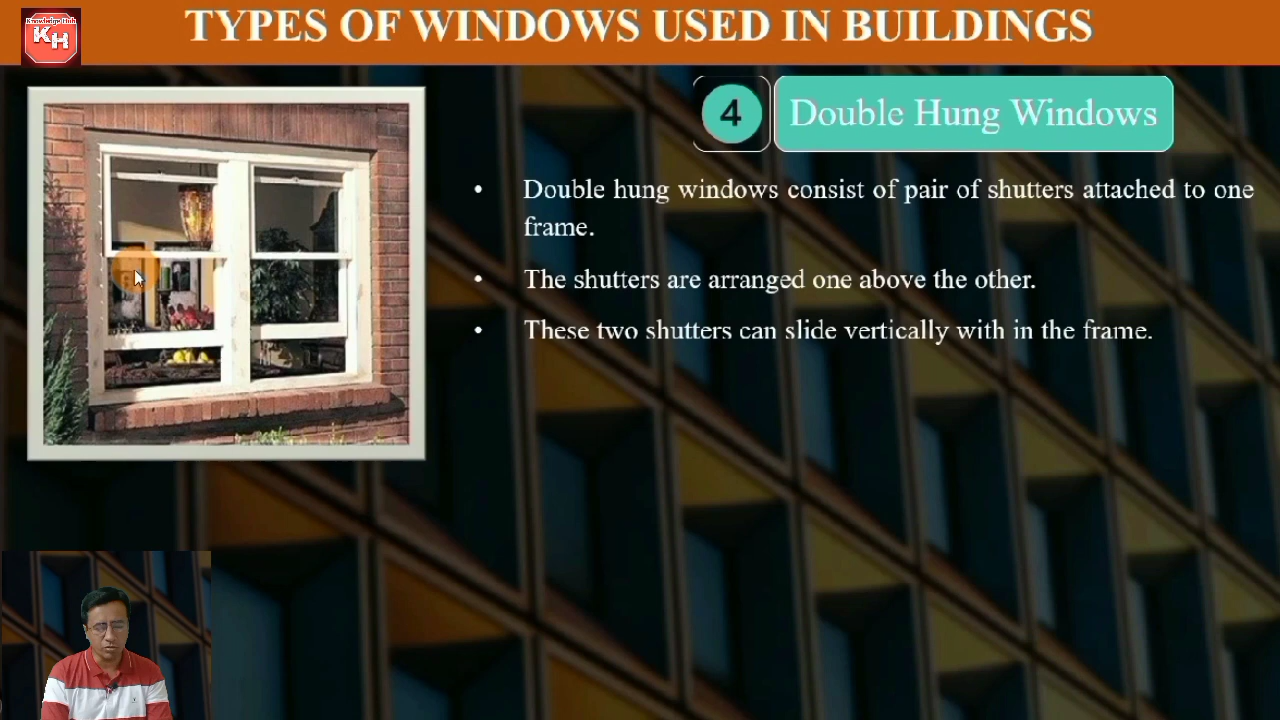 Knowledge Hub
KH
TYPES OF WINDOWS USED IN BUILDINGS
4
Double Hung Windows
• Double hung windows consist of pair of shutters attached to one
frame.
• The shutters are arranged one above the other.
• These two shutters can slide vertically with in the frame.